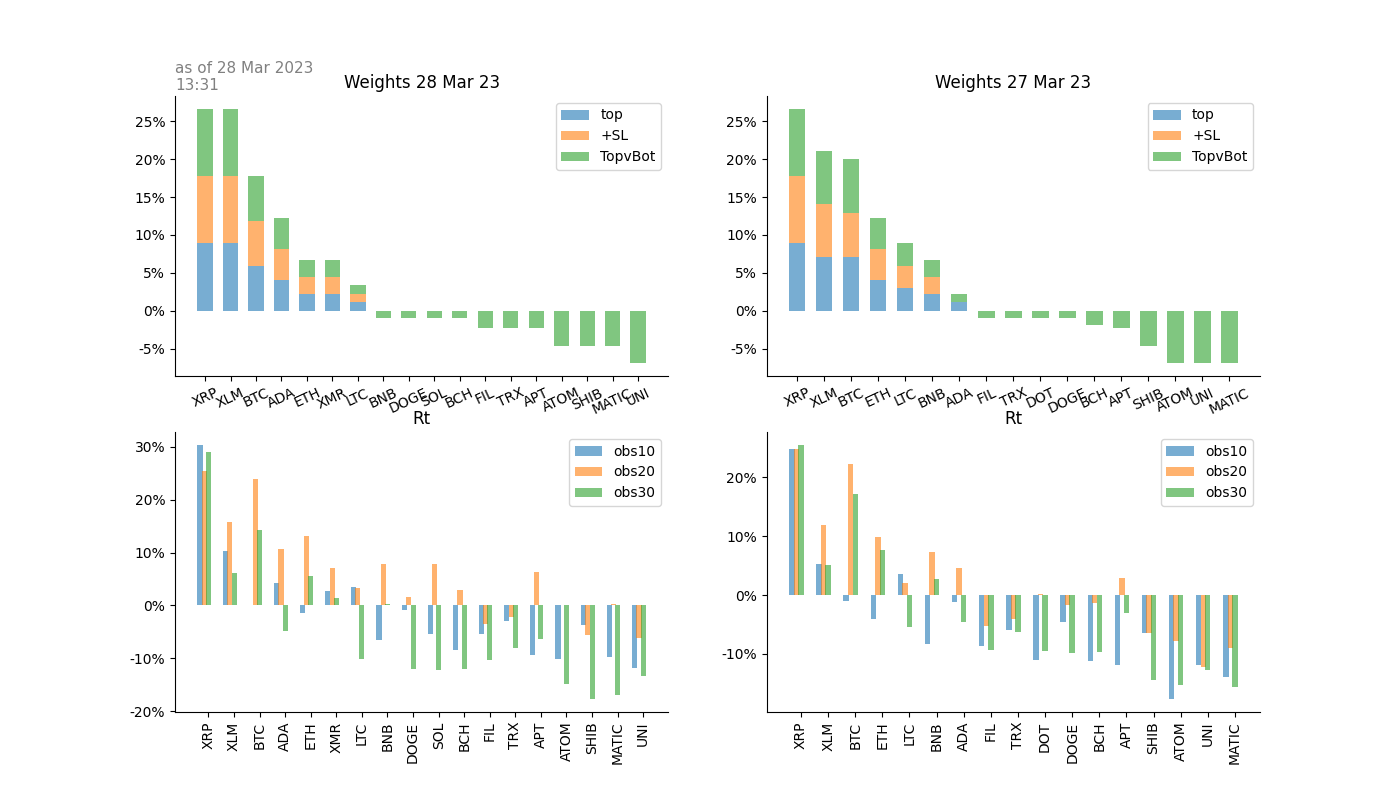 as of 28 Mar 2023
13:31
Weights 28 Mar 23
25%
20%
15%
10%
5%
0%
-5%
top
+SL
TopvBot
XRP XLM BTC ADA ETH XMR LTC BNB DOGE SOL BCH FIL TRX APT ATOM SHIB MATIC UNI
Weights 27 Mar 23
25%
20%
15%
10%
5%
0%
-5%
top
+SL
TopvBot
XRP XLM BTC ETH LTC BNB ADA FIL TRX DOT DOGE BCH APT SHIB ATOM UNI MATIC
Rt
30%
20%
10%
0%
-10%
-20%
obs10
obs20
obs30
XRP XLM BTC ADA ETH XMR LTC BNB DOGE SOL BCH FIL TRX APT ATOM SHIB MATIC UNI
Rt
20%
10%
0%
-10%
obs10
obs20
obs30
XRP XLM BTC ETH LTC BNB ADA FIL TRX DOT DOGE BCH APT SHIB ATOM UNI MATIC